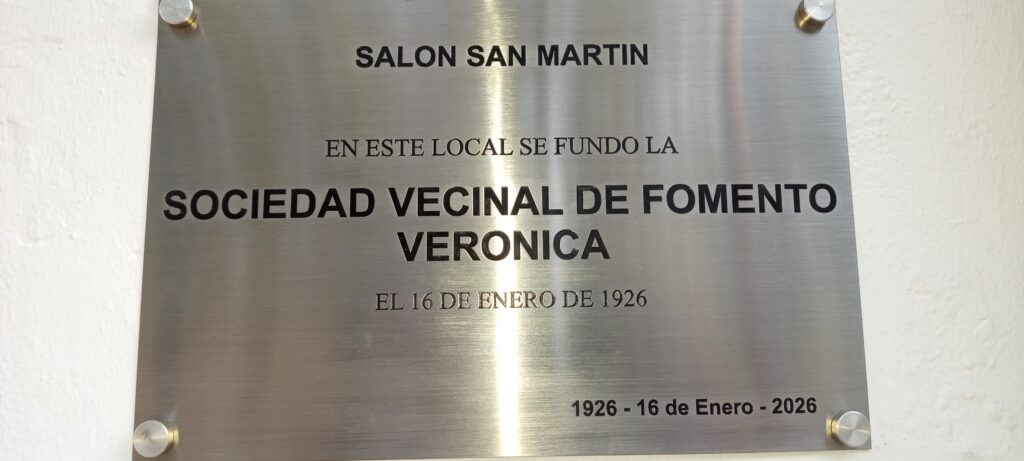 SALON SAN MARTIN
EN ESTE LOCAL SE FUNDO LA
SOCIEDAD VECINAL DE FOMENTO
VERONICA
EL 16 DE ENERO DE 1926
1926 - 16 de Enero - 2026